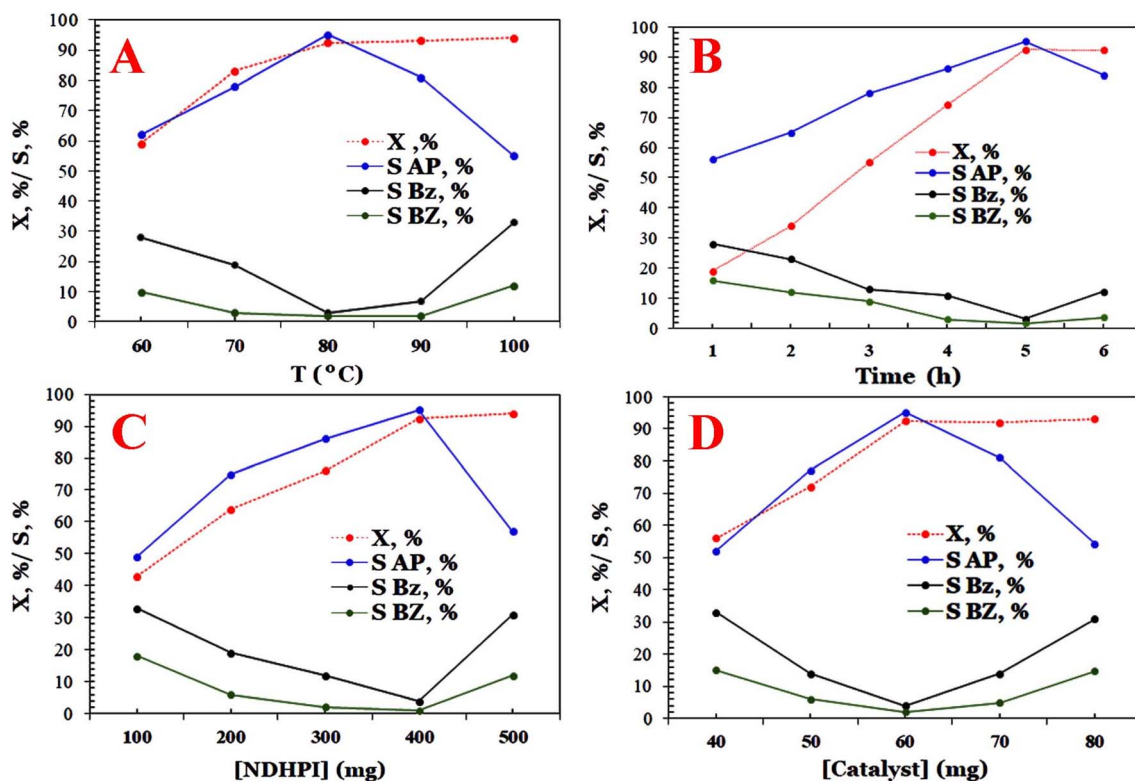 A
X, %/ S, %
100
90
80
70
60
50
40
30
20
10
0
X ,%
S AP, %
S Bz, %
S BZ, %
60 70 80 90 100
T (°C)
B
X, %/ S, %
100
90
80
70
60
50
40
30
20
10
0
X, %
S AP, %
S Bz, %
S BZ, %
1 2 3 4 5 6
Time (h)
C
X, %/ S, %
100
90
80
70
60
50
40
30
20
10
0
X, %
S AP, %
S Bz, %
S BZ, %
100 200 300 400 500
[NDHPI] (mg)
D
X, %/ S, %
100
90
80
70
60
50
40
30
20
10
0
X, %
S AP, %
S Bz, %
S BZ, %
40 50 60 70 80
[Catalyst] (mg)